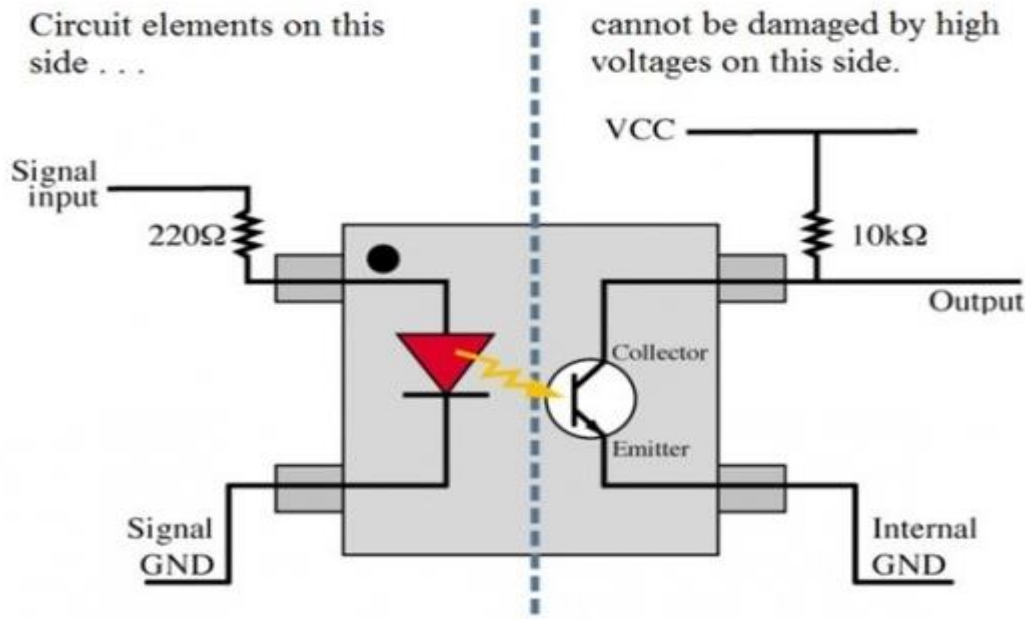 Circuit elements on this
side . . .
cannot be damaged by high
voltages on this side.
VCC
Signal
input
220Ω
10kΩ
Output
Collector
Emitter
Signal
GND
Internal
GND